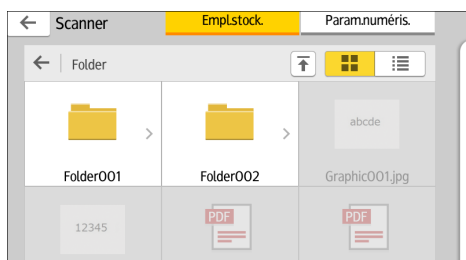 Scanner
Empl.stock.
Param.numéris.
Folder
abcde
Folder001
Folder002
Graphic001.jpg
12345
PDF
PDF